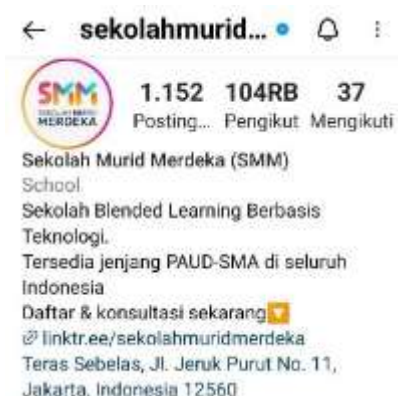 sekolahmurid...
SMM
MERDEKA
1.152 104RB 37
Posting... Pengikut Mengikuti
Sekolah Murid Merdeka (SMM)
School
Sekolah Blended Learning Berbasis
Teknologi.
Tersedia jenjang PAUD-SMA di seluruh
Indonesia
Daftar & konsultasi sekarang
linktr.ee/sekolahmuridmerdeka
Teras Sebelas, Jl. Jeruk Purut No. 11,
Jakarta, Indonesia 12560